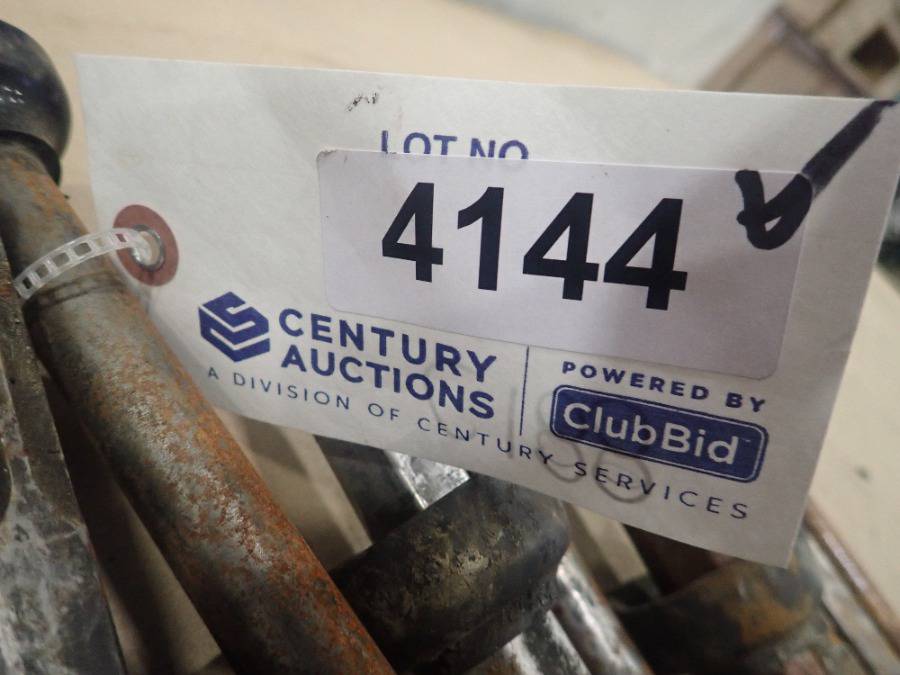 LOT NO
4144
CENTURY
AUCTIONS
A DIVISION OF CENTURY SERVICES
POWERED BY
ClubBid